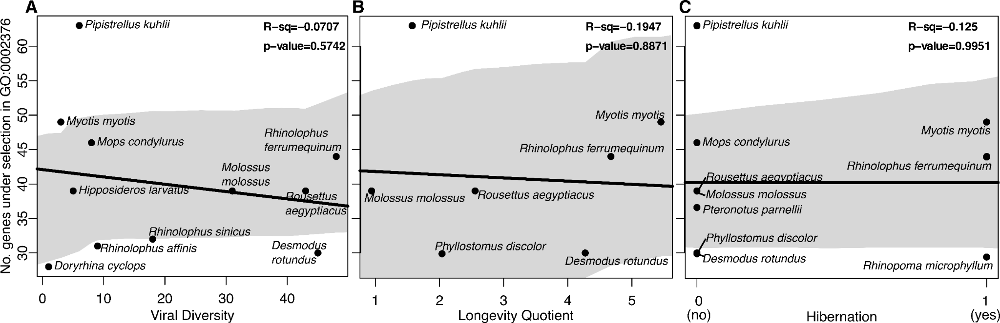 A
B
C
No. genes under selection in GO:0002376
30
35
40
45
50
55
60
Pipistrellus kuhlii
R−sq=−0.0707
p−value=0.5742
Myotis myotis
Mops condylurus
Rhinolophus
ferrumequinum
Molossus
molossus
Hipposideros larvatus
Rousettus
aegyptiacus
Rhinolophus sinicus
Rhinolophus affinis
Desmodus
rotundus
Doryrhina cyclops
0
10
20
30
40
Viral Diversity
Pipistrellus kuhlii
R−sq=−0.1947
p−value=0.8871
Myotis myotis
Rhinolophus ferrumequinum
Molossus molossus
Rousettus aegyptiacus
Phyllostomus discolor
Desmodus rotundus
1
2
3
4
5
Longevity Quotient
Pipistrellus kuhlii
R−sq=−0.125
p−value=0.9951
Myotis myotis
Mops condylurus
Rhinolophus ferrumequinum
Rousettus aegyptiacus
Molossus molossus
Pteronotus parnellii
Phyllostomus discolor
Desmodus rotundus
Rhinopoma microphyllum
0
(no)
1
(yes)
Hibernation